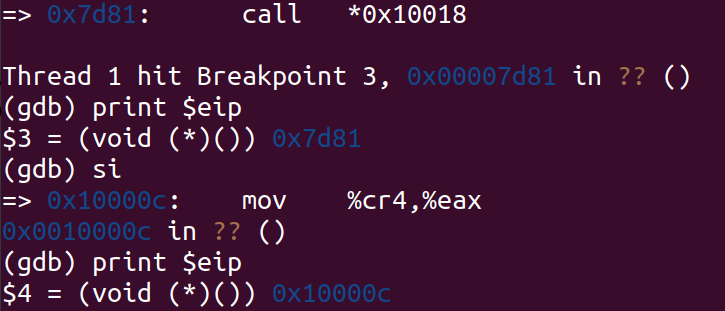 => 0x7d81:      call   *0x10018

Thread 1 hit Breakpoint 3, 0x00007d81 in ?? ()
(gdb) print $eip
$3 = (void (*)()) 0x7d81
(gdb) si
=> 0x10000c:    mov    %cr4,%eax
0x0010000c in ?? ()
(gdb) print $eip
$4 = (void (*)()) 0x10000c